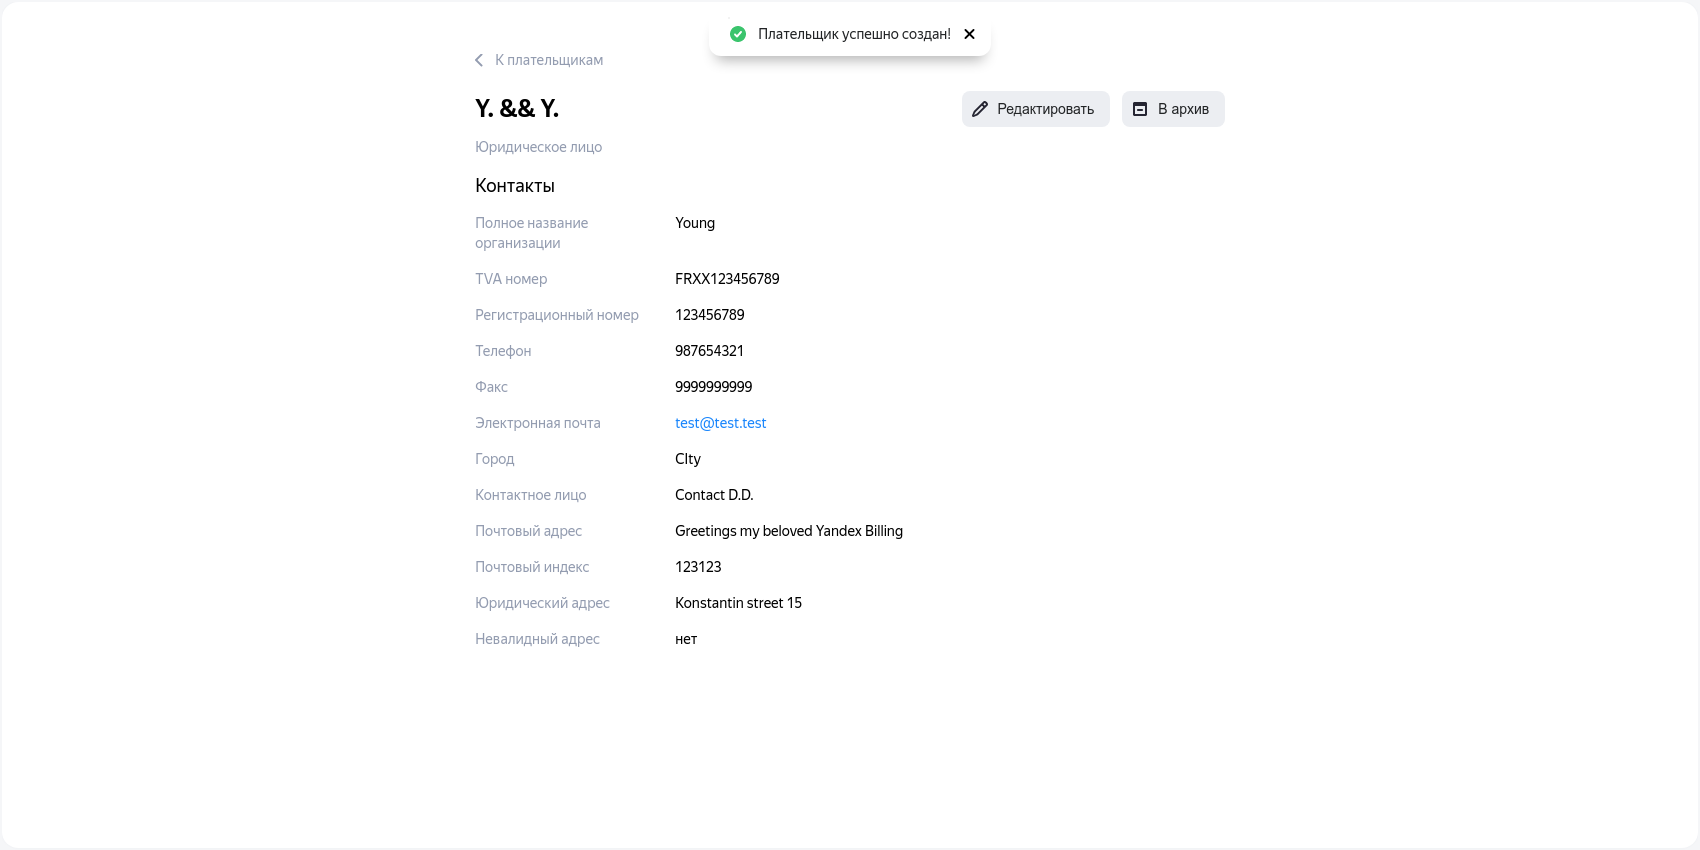 Плательщик успешно создан!
К плательщикам
Y. && Y.
Редактировать
В архив
Юридическое лицо
Контакты
Полное название
организации
Young
TVA номер
FRXX123456789
Регистрационный номер
123456789
Телефон
987654321
Факс
9999999999
Электронная почта
test@test.test
Город
CIty
Контактное лицо
Contact D.D.
Почтовый адрес
Greetings my beloved Yandex Billing
Почтовый индекс
123123
Юридический адрес
Konstantin street 15
Невалидный адрес
нет